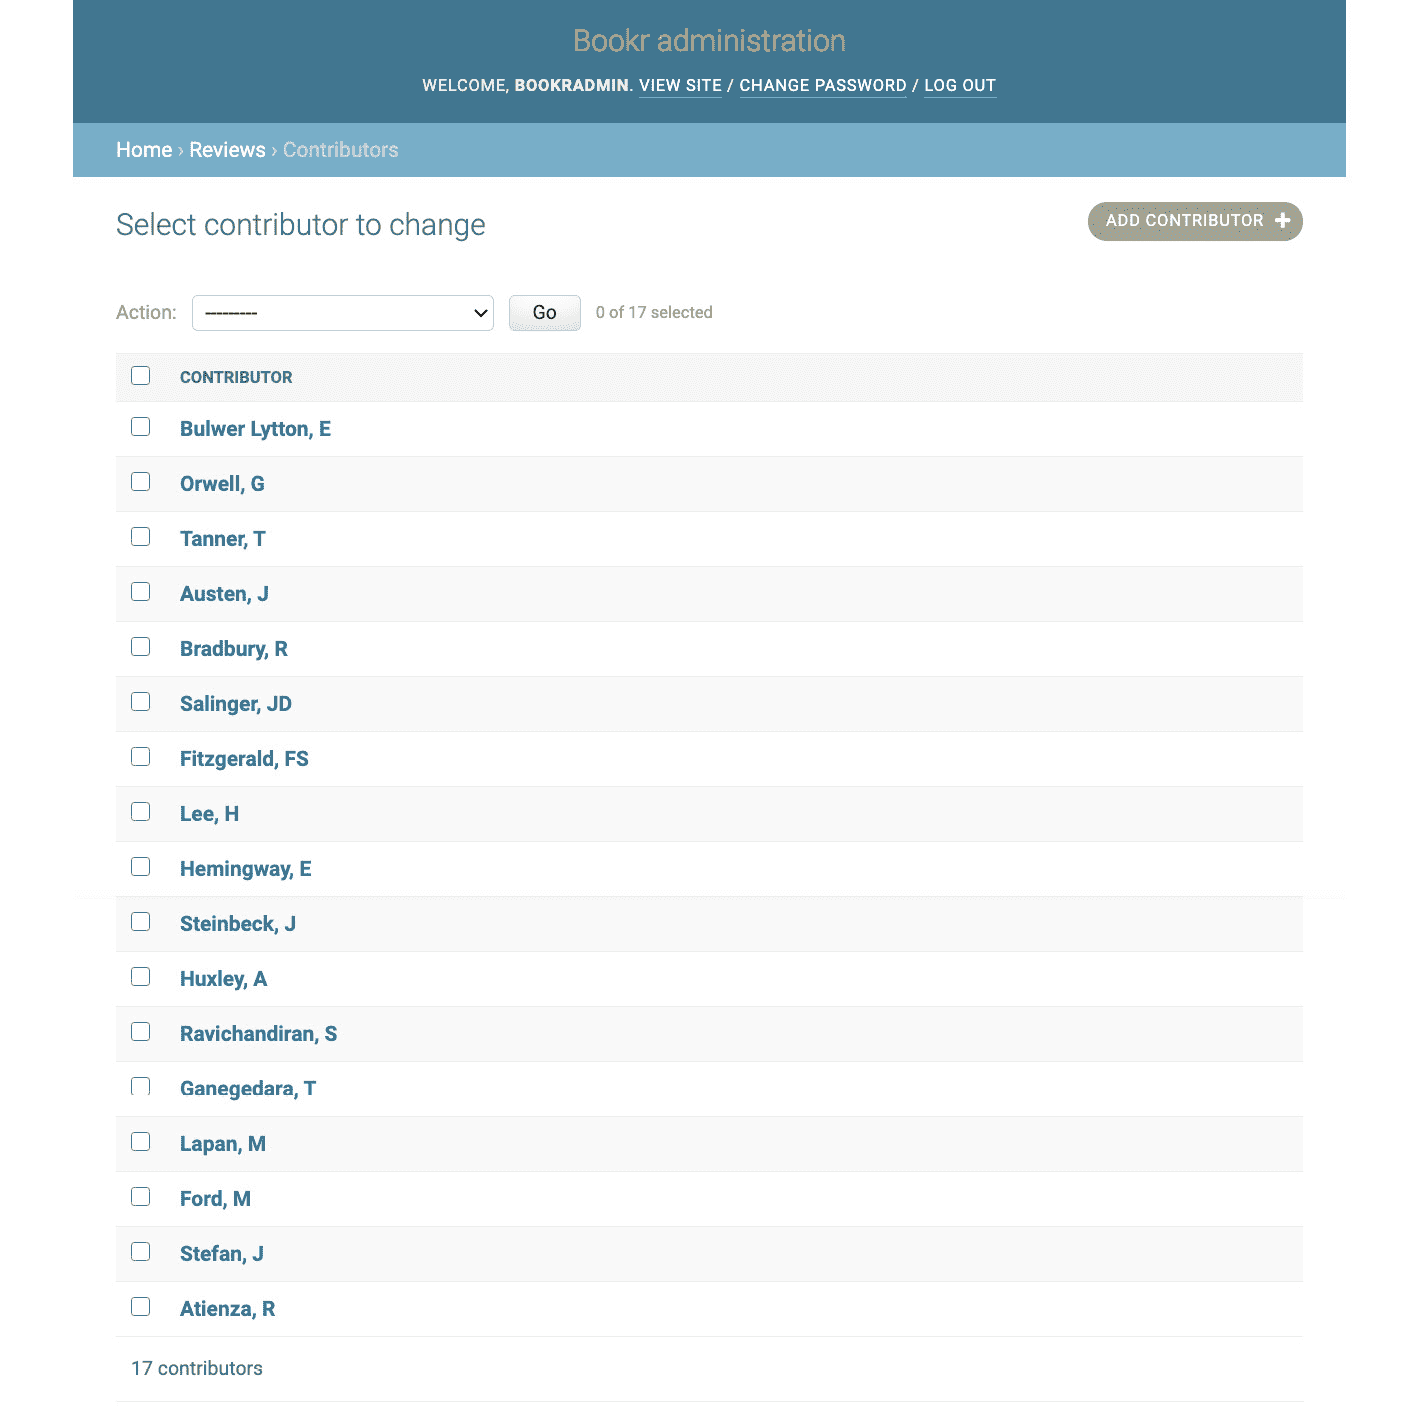 Bookr administration
WELCOME, BOOKRADMIN. VIEW SITE / CHANGE PASSWORD / LOG OUT
Home › Reviews › Contributors
Select contributor to change
ADD CONTRIBUTOR +
Action: --------- Go 0 of 17 selected
CONTRIBUTOR
Bulwer Lytton, E
Orwell, G
Tanner, T
Austen, J
Bradbury, R
Salinger, JD
Fitzgerald, FS
Lee, H
Hemingway, E
Steinbeck, J
Huxley, A
Ravichandiran, S
Ganegedara, T
Lapan, M
Ford, M
Stefan, J
Atienza, R
17 contributors